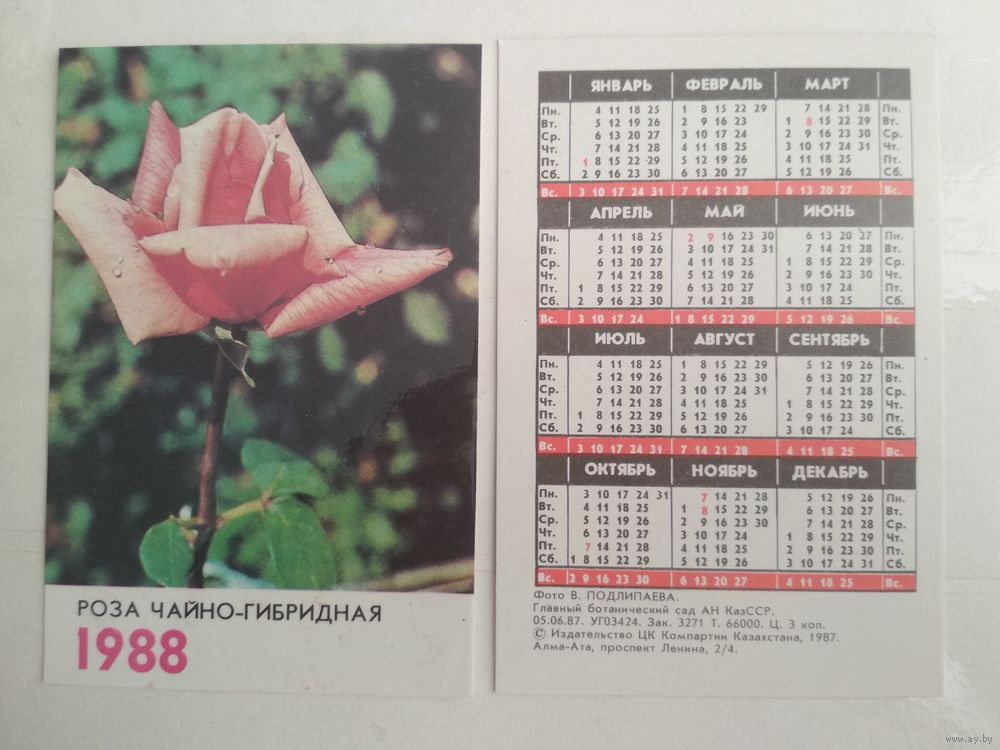 РОЗА ЧАЙНО-ГИБРИДНАЯ
1988
ЯНВАРЬ ФЕВРАЛЬ МАРТ
Пн. 4 11 18 25 1 8 15 22 29 7 14 21 28 Пн.
Вт. 5 12 19 26 2 9 16 23 1 8 15 22 29 Вт.
Ср. 6 13 20 27 3 10 17 24 2 9 16 23 30 Ср.
Чт. 7 14 21 28 4 11 18 25 3 10 17 24 31 Чт.
Пт. 1 8 15 22 29 5 12 19 26 4 11 18 25 Пт.
Сб. 2 9 16 23 30 6 13 20 27 5 12 19 26 Сб.
Вс. 3 10 17 24 31 7 14 21 28 6 13 20 27 Вс.
АПРЕЛЬ МАЙ ИЮНЬ
Пн. 4 11 18 25 2 9 16 23 30 6 13 20 27 Пн.
Вт. 5 12 19 26 3 10 17 24 31 7 14 21 28 Вт.
Ср. 6 13 20 27 4 11 18 25 1 8 15 22 29 Ср.
Чт. 7 14 21 28 5 12 19 26 2 9 16 23 30 Чт.
Пт. 1 8 15 22 29 6 13 20 27 3 10 17 24 Пт.
Сб. 2 9 16 23 30 7 14 21 28 4 11 18 25 Сб.
Вс. 3 10 17 24 1 8 15 22 29 5 12 19 26 Вс.
ИЮЛЬ АВГУСТ СЕНТЯБРЬ
Пн. 4 11 18 25 1 8 15 22 29 5 12 19 26 Пн.
Вт. 5 12 19 26 2 9 16 23 30 6 13 20 27 Вт.
Ср. 6 13 20 27 3 10 17 24 31 7 14 21 28 Ср.
Чт. 7 14 21 28 4 11 18 25 1 8 15 22 29 Чт.
Пт. 1 8 15 22 29 5 12 19 26 2 9 16 23 30 Пт.
Сб. 2 9 16 23 30 6 13 20 27 3 10 17 24 Сб.
Вс. 3 10 17 24 31 7 14 21 28 4 11 18 25 Вс.
ОКТЯБРЬ НОЯБРЬ ДЕКАБРЬ
Пн. 3 10 17 24 31 7 14 21 28 5 12 19 26 Пн.
Вт. 4 11 18 25 1 8 15 22 29 6 13 20 27 Вт.
Ср. 5 12 19 26 2 9 16 23 30 7 14 21 28 Ср.
Чт. 6 13 20 27 3 10 17 24 1 8 15 22 29 Чт.
Пт. 7 14 21 28 4 11 18 25 2 9 16 23 30 Пт.
Сб. 1 8 15 22 29 5 12 19 26 3 10 17 24 31 Сб.
Вс. 2 9 16 23 30 6 13 20 27 4 11 18 25 Вс.
Фото В. ПОДЛИПАЕВА.
Главный ботанический сад АН КазССР.
05.06.87. УГ03424. Зак. 3271 Т. 66000. Ц. 3 коп.
© Издательство ЦК Компартии Казахстана, 1987.
Алма-Ата, проспект Ленина, 2/4.
www.ay.by